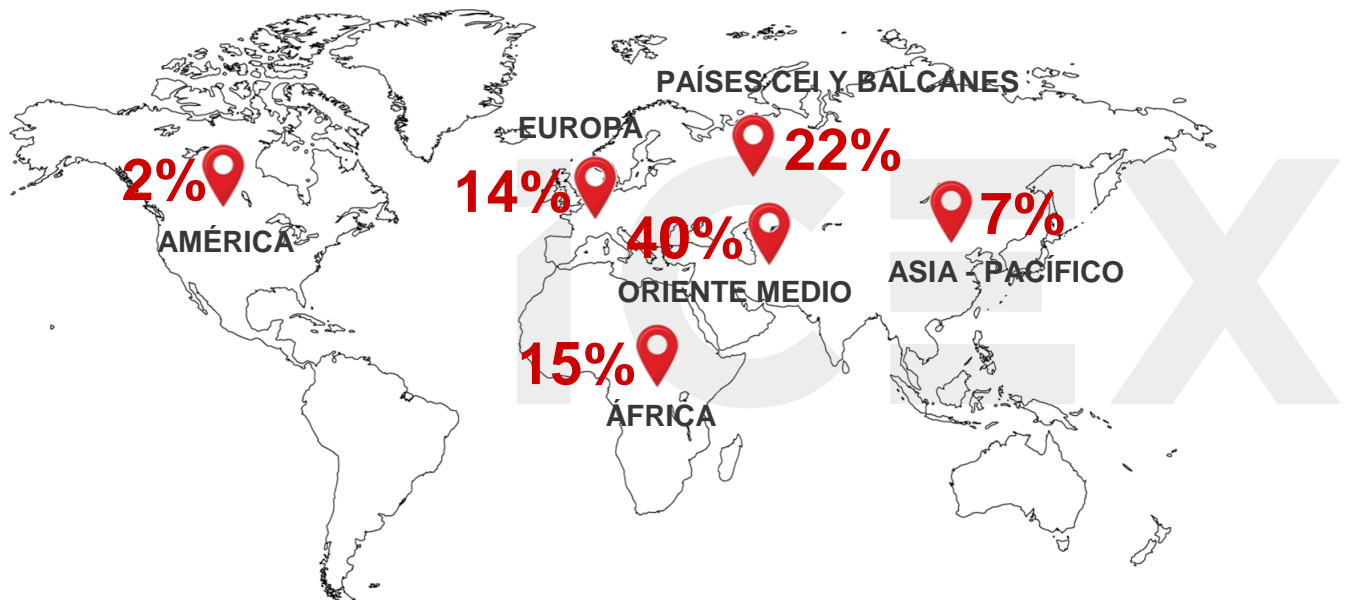 PAÍSES CEI Y BALCANES
22%
EUROPA
14%
2%
AMÉRICA
40%
ORIENTE MEDIO
7%
ASIA - PACÍFICO
15%
ÁFRICA
ICEX